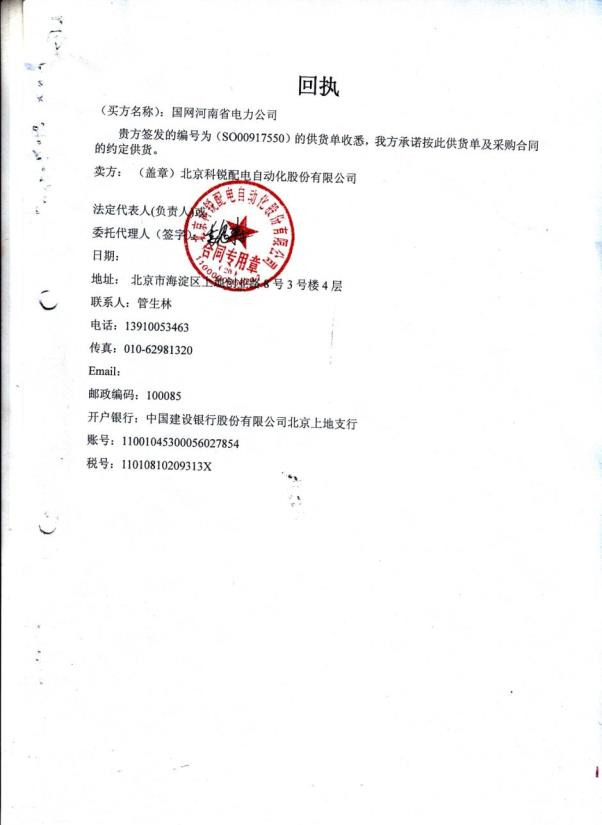 回执
（买方名称）：国网河南省电力公司
贵方签发的编号为（SO00917550）的供货单收悉，我方承诺按此供货单及采购合同
的约定供货。
卖方：（盖章）北京科锐配电自动化股份有限公司
法定代表人(负责人)或
委托代理人（签字）：
北京科锐配电自动化股份有限公司
合同专用章
（20）
日期：
地址：北京市海淀区上地创业路8号3号楼4层
联系人：管生林
电话：13910053463
传真：010-62981320
Email:
邮政编码：100085
开户银行：中国建设银行股份有限公司北京上地支行
账号：11001045300056027854
税号：11010810209313X